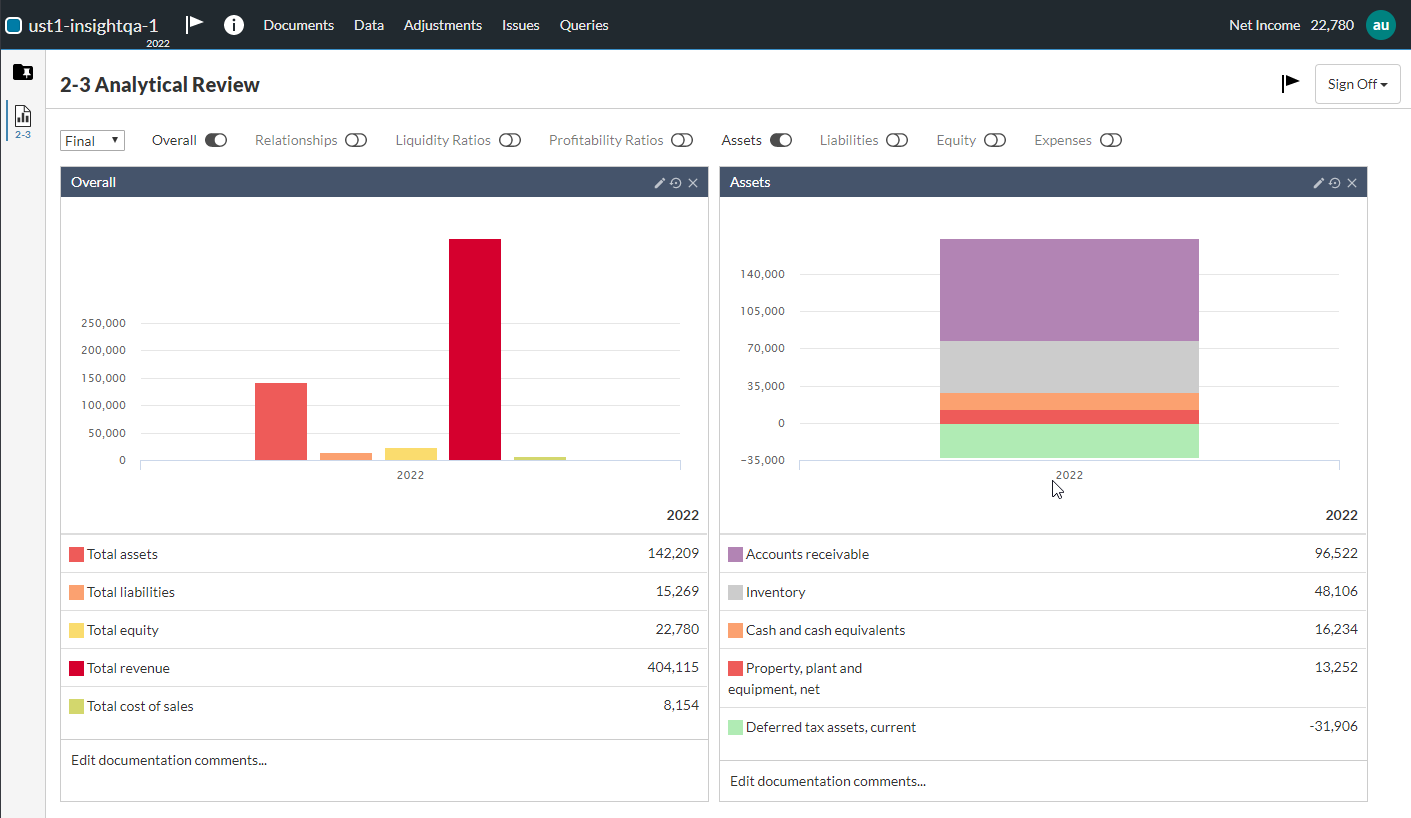 ust1-insightqa-1
2022
Documents Data Adjustments Issues Queries
Net Income 22,780 au
2-3 Analytical Review
Sign Off
2-3
Final Overall Relationships Liquidity Ratios Profitability Ratios Assets Liabilities Equity Expenses
Overall
250,000
200,000
150,000
100,000
50,000
0
2022
2022
Total assets 142,209
Total liabilities 15,269
Total equity 22,780
Total revenue 404,115
Total cost of sales 8,154
Edit documentation comments...
Assets
140,000
105,000
70,000
35,000
0
−35,000
2022
2022
Accounts receivable 96,522
Inventory 48,106
Cash and cash equivalents 16,234
Property, plant and 13,252
equipment, net
Deferred tax assets, current -31,906
Edit documentation comments...